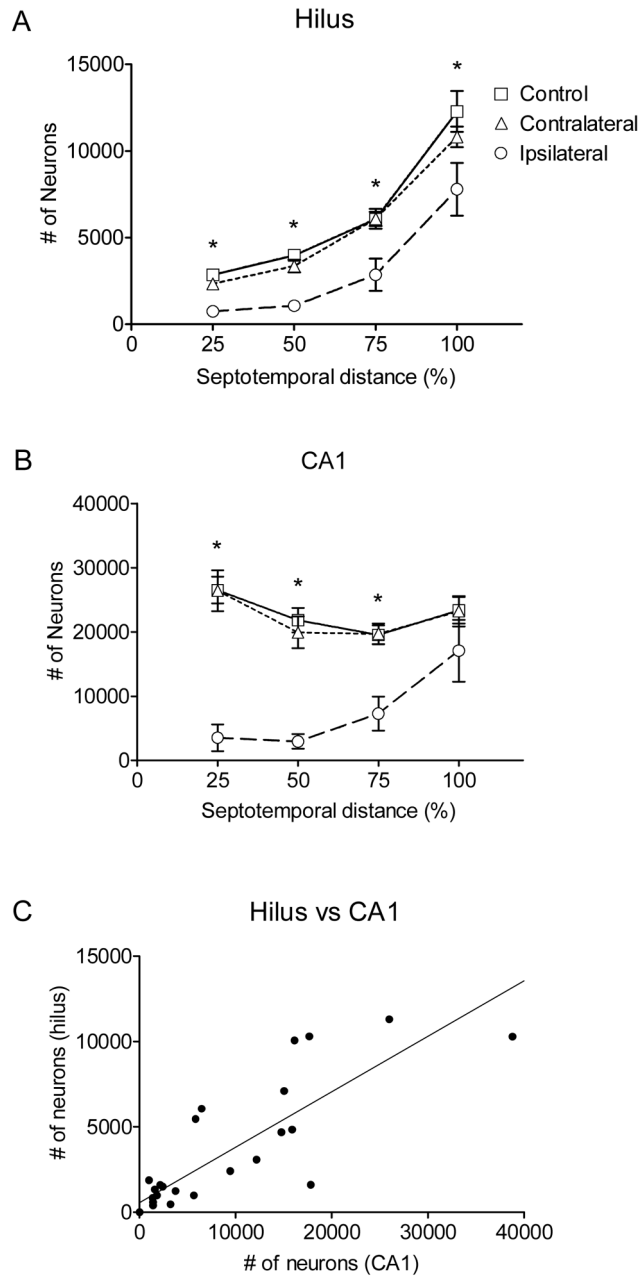 A
Hilus
15000
10000
5000
0
# of Neurons
*
*
*
*
Control
Contralateral
Ipsilateral
0
25
50
75
100
Septotemporal distance (%)
B
CA1
40000
30000
20000
10000
0
# of Neurons
*
*
*
0
25
50
75
100
Septotemporal distance (%)
C
Hilus vs CA1
15000
10000
5000
0
# of neurons (hilus)
0
10000
20000
30000
40000
# of neurons (CA1)